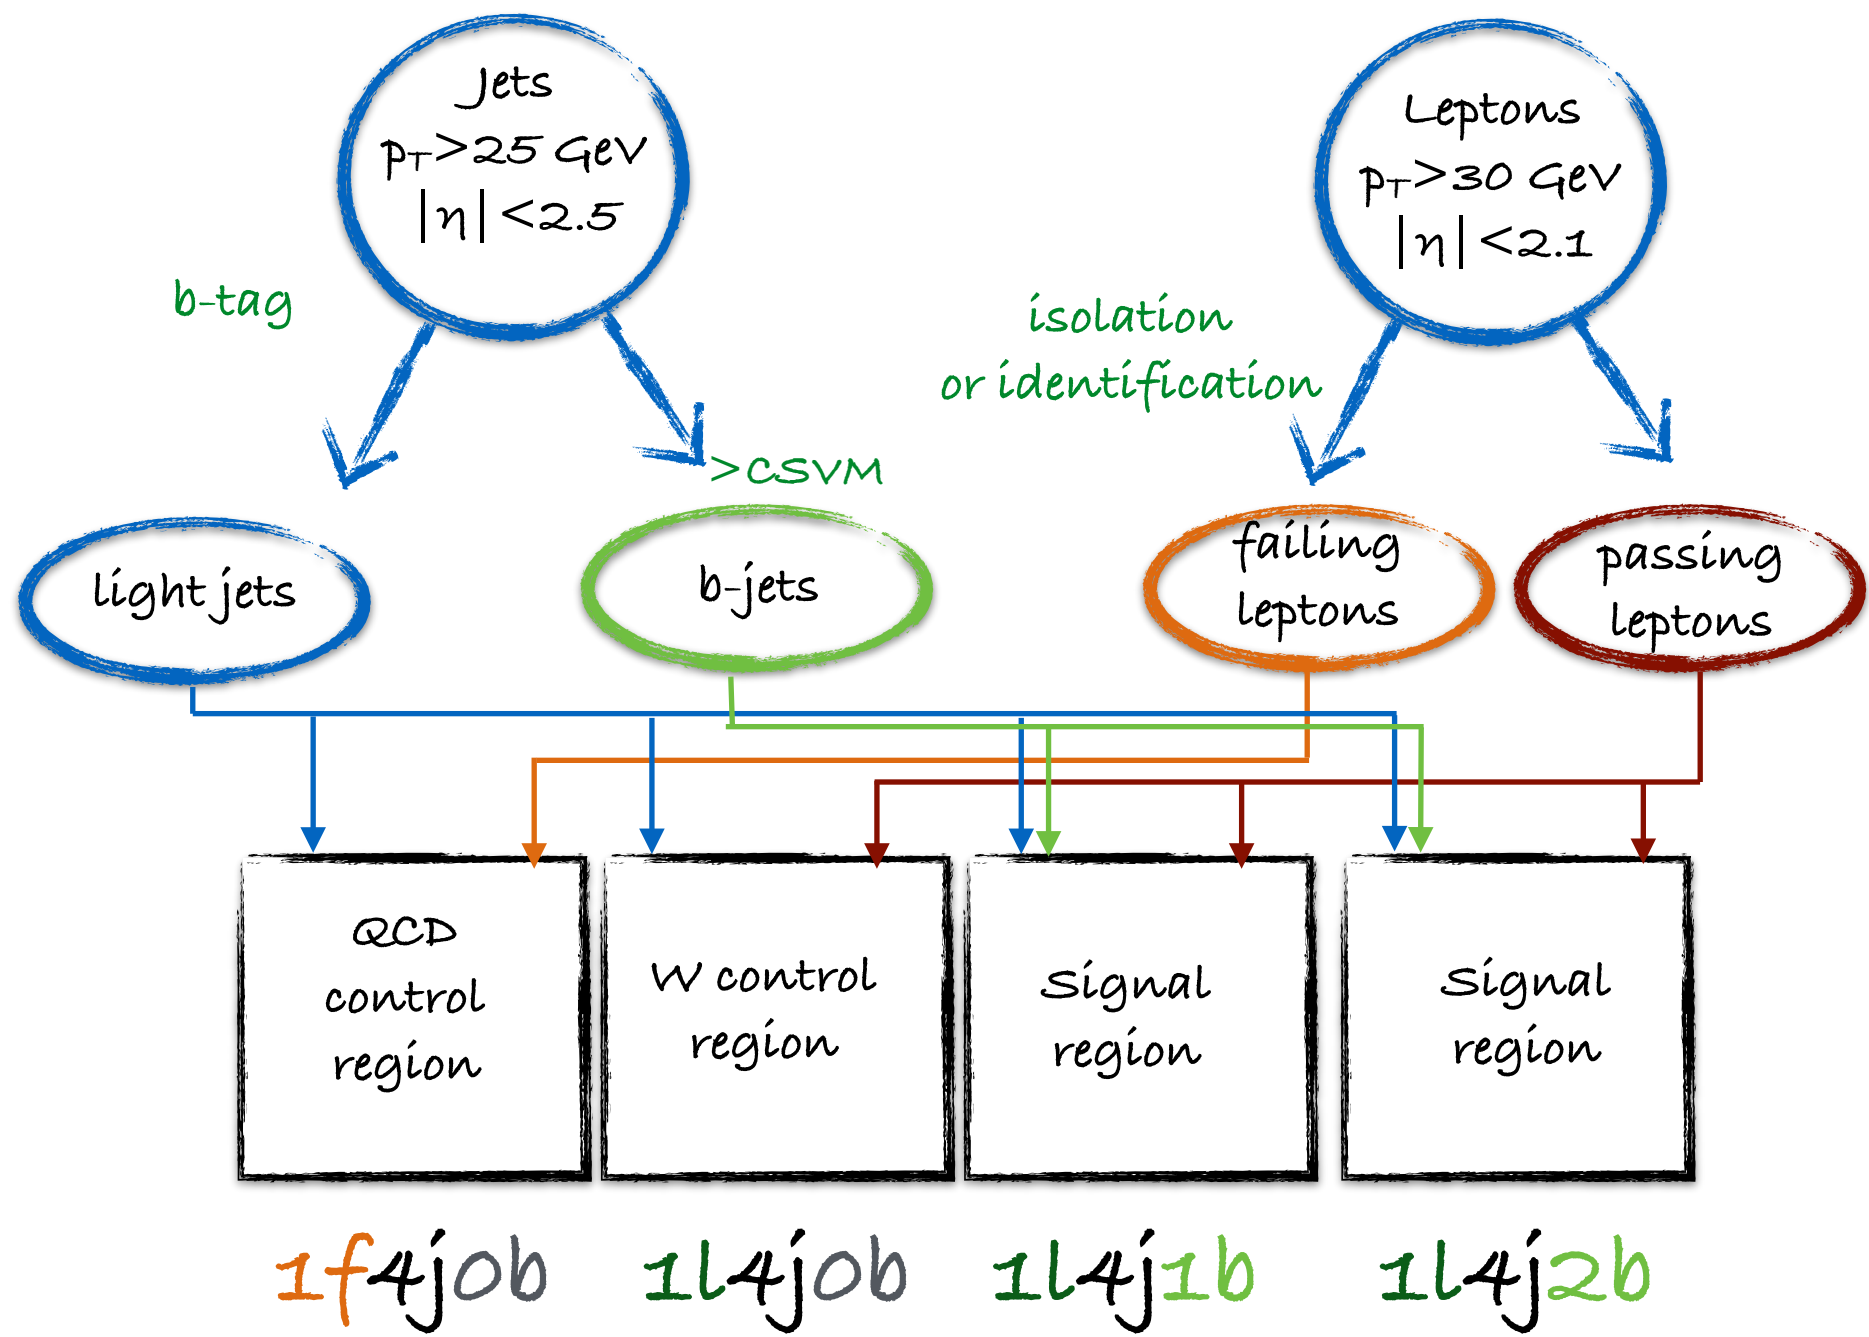 Jets
pT>25 GeV
|η|<2.5
Leptons
pT>30 GeV
|η|<2.1
b-tag
isolation
or identification
>CSVM
light jets
b-jets
failing
leptons
passing
leptons
QCD
control
region
W control
region
Signal
region
Signal
region
1f4j0b
1l4j0b
1l4j1b
1l4j2b